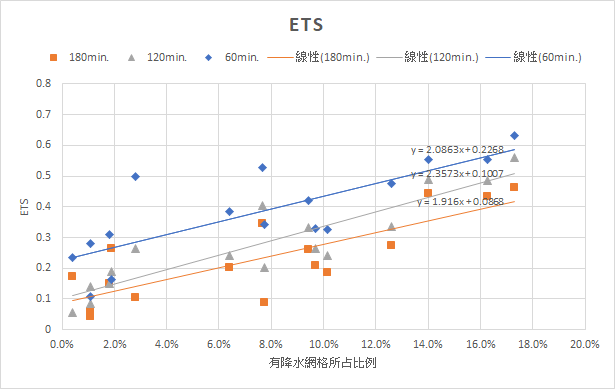 ETS
180min. 120min. 60min. 線性(180min.) 線性(120min.) 線性(60min.)
0.8
0.7
0.6
0.5
0.4
0.3
0.2
0.1
0
ETS
y = 2.0863x + 0.2268
y = 2.3573x + 0.1007
y = 1.916x + 0.0868
0.0% 2.0% 4.0% 6.0% 8.0% 10.0% 12.0% 14.0% 16.0% 18.0% 20.0%
有降水網格所占比例